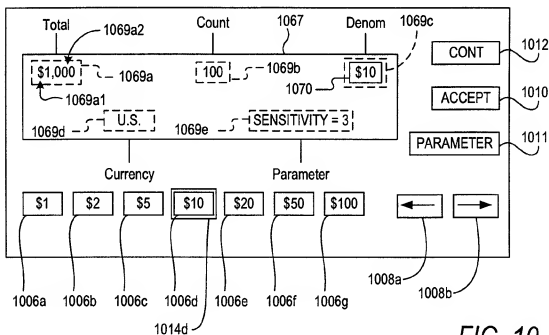 1069a2
Total
Count
1067
Denom
1069c
1012
$1,000
1069a
100
1069b
$10
CONT
1069a1
1070
1010
ACCEPT
1069d
U.S.
1069e
SENSITIVITY = 3
1011
PARAMETER
Currency
Parameter
$1 $2 $5 $10 $20 $50 $100
1006a 1006b 1006c 1006d 1006e 1006f 1006g
1008a 1008b
1014d
FIG. 10